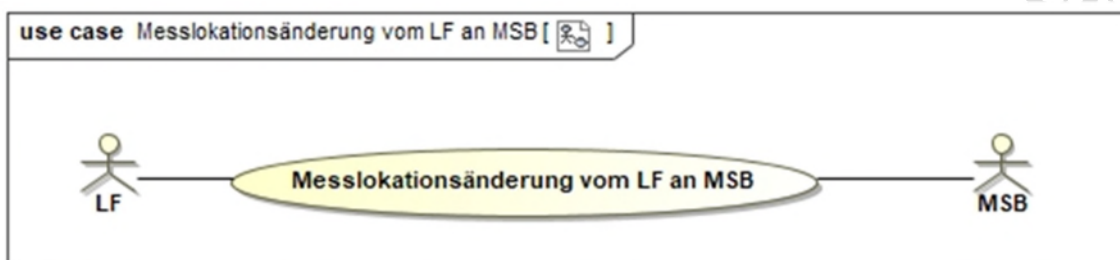 use case Messlokationsänderung vom LF an MSB [ ]
Messlokationsänderung vom LF an MSB
LF
MSB